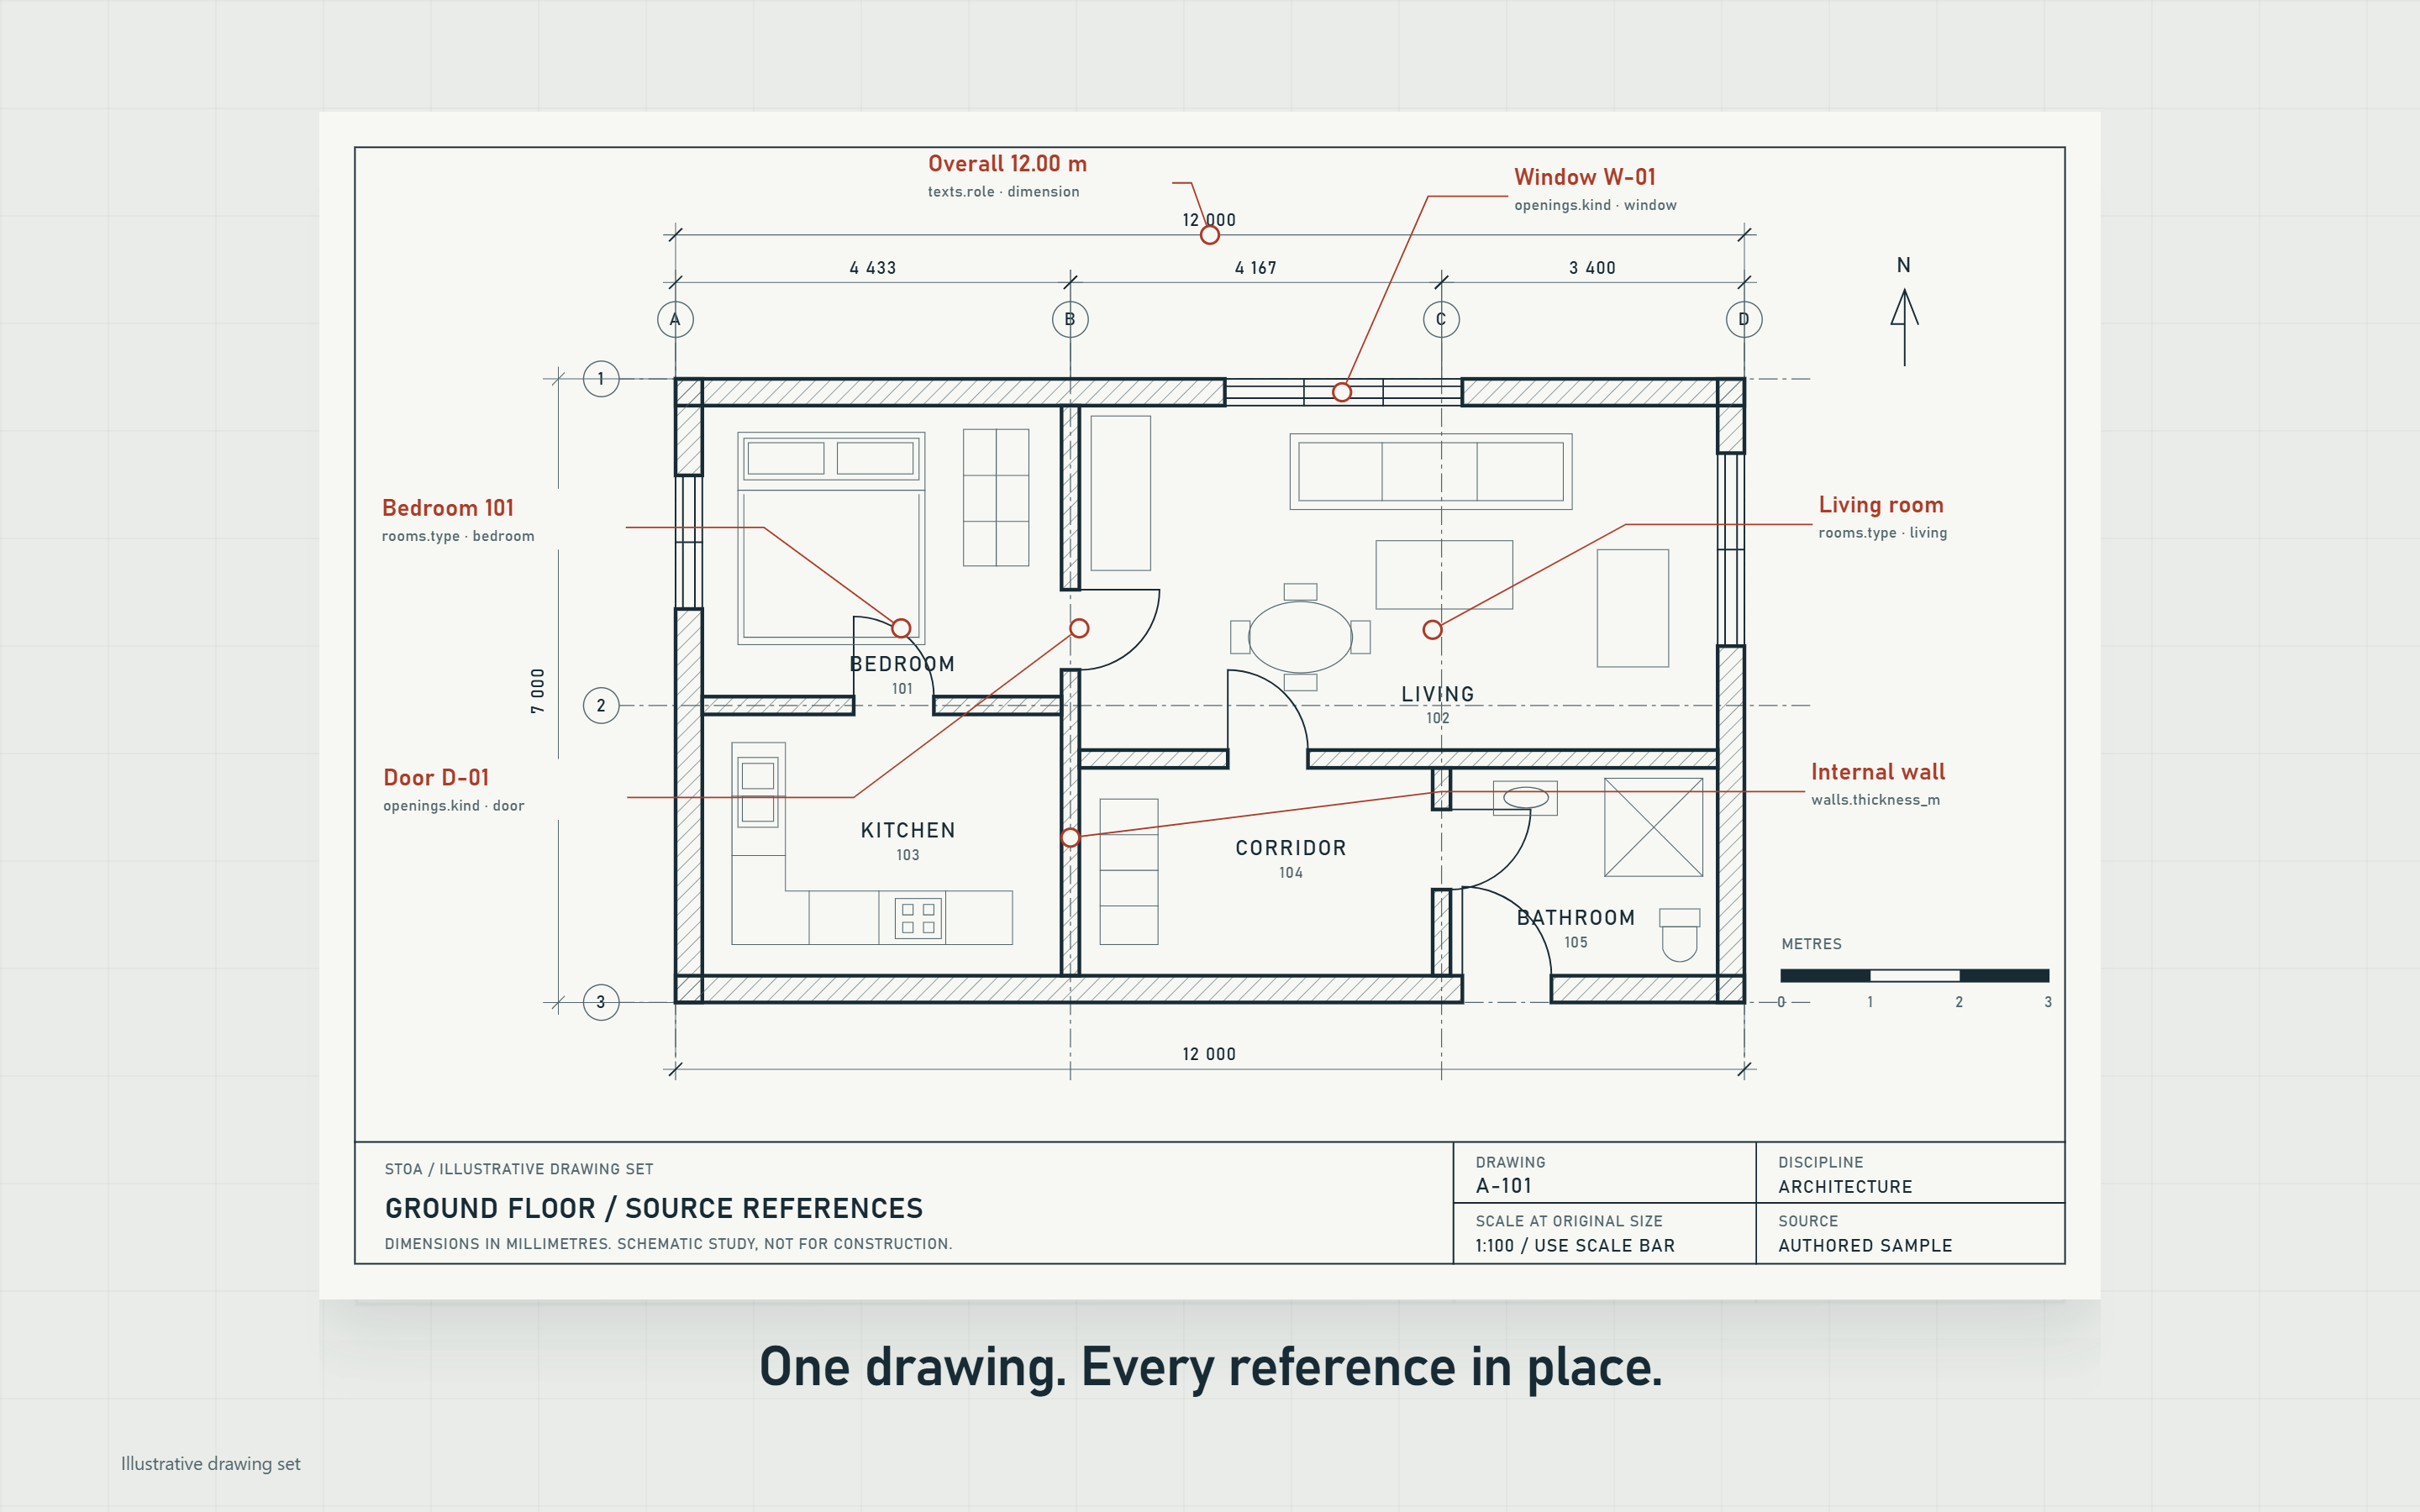 Overall 12.00 m
texts.role · dimension
Window W-01
openings.kind · window
12 000
4 433
4 167
3 400
N
A
B
C
D
1
Bedroom 101
rooms.type · bedroom
Living room
rooms.type · living
BEDROOM
101
7 000
2
LIVING
102
Door D-01
openings.kind · door
Internal wall
walls.thickness_m
KITCHEN
103
CORRIDOR
104
BATHROOM
105
METRES
3
0 1 2 3
12 000
STOA / ILLUSTRATIVE DRAWING SET
GROUND FLOOR / SOURCE REFERENCES
DIMENSIONS IN MILLIMETRES. SCHEMATIC STUDY, NOT FOR CONSTRUCTION.
DRAWING
A-101
DISCIPLINE
ARCHITECTURE
SCALE AT ORIGINAL SIZE
1:100 / USE SCALE BAR
SOURCE
AUTHORED SAMPLE
One drawing. Every reference in place.
Illustrative drawing set